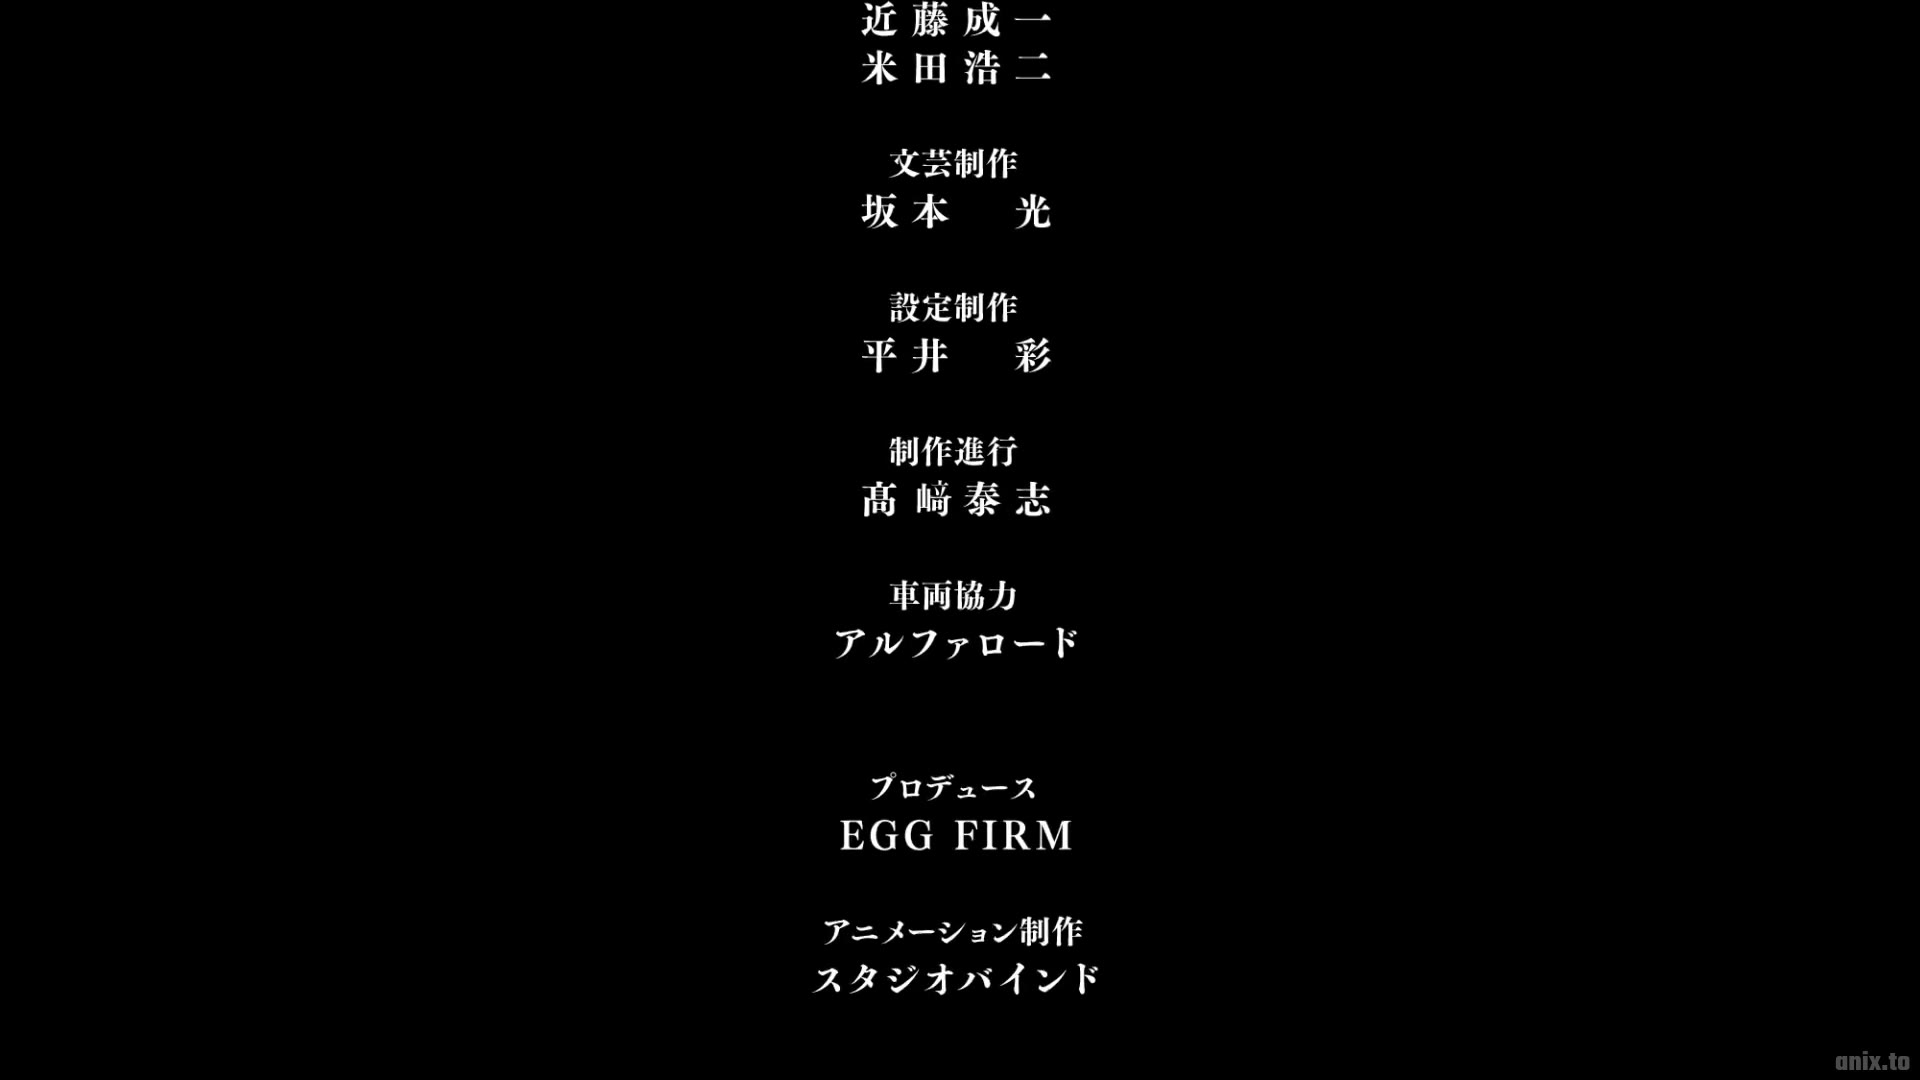 近藤成一
米田浩二
文芸制作
坂本 光
設定制作
平井 彩
制作進行
髙﨑泰志
車両協力
アルファロード
プロデュース
EGG FIRM
アニメーション制作
スタジオバインド
anix.to